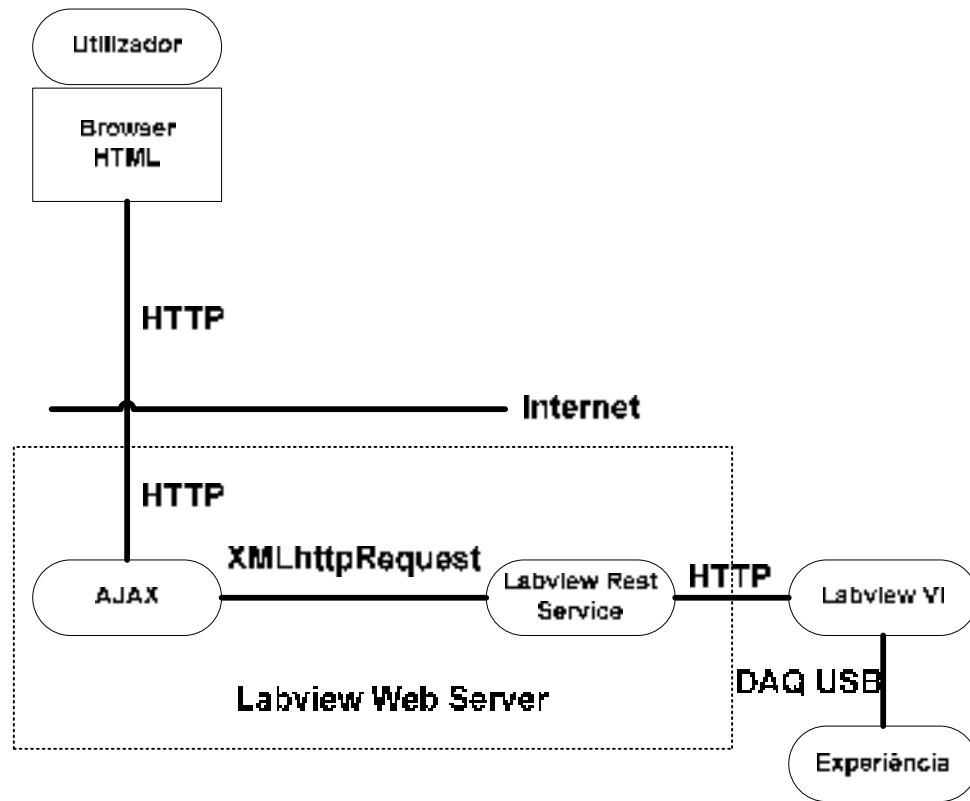 Utilizador
Browser
HTML
HTTP
Internet
HTTP
XMLhttpRequest
AJAX
Labview Rest
Service
HTTP
Labview VI
DAQ USB
Labview Web Server
Experiência